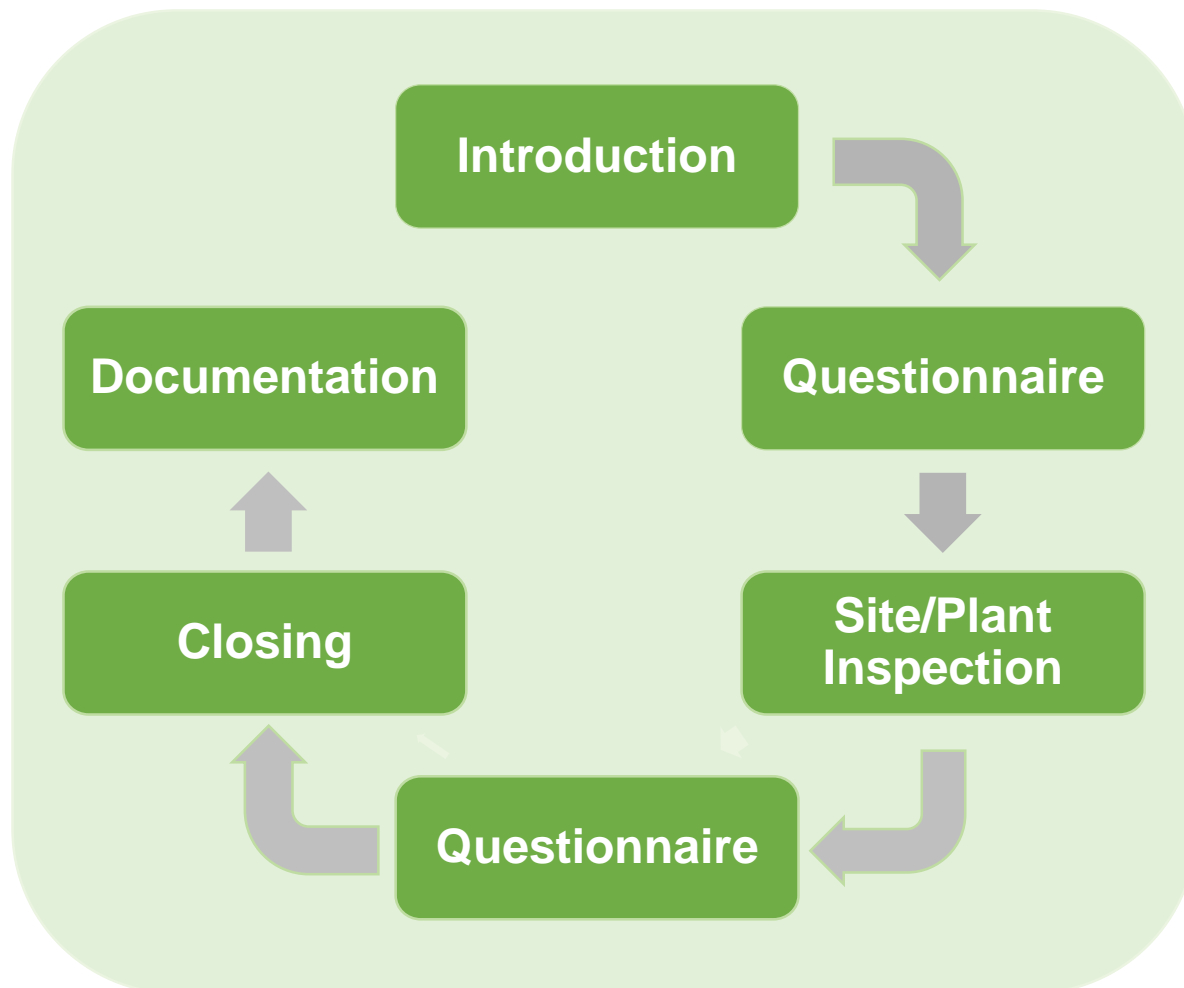 Introduction
Questionnaire
Site/Plant
Inspection
Questionnaire
Closing
Documentation